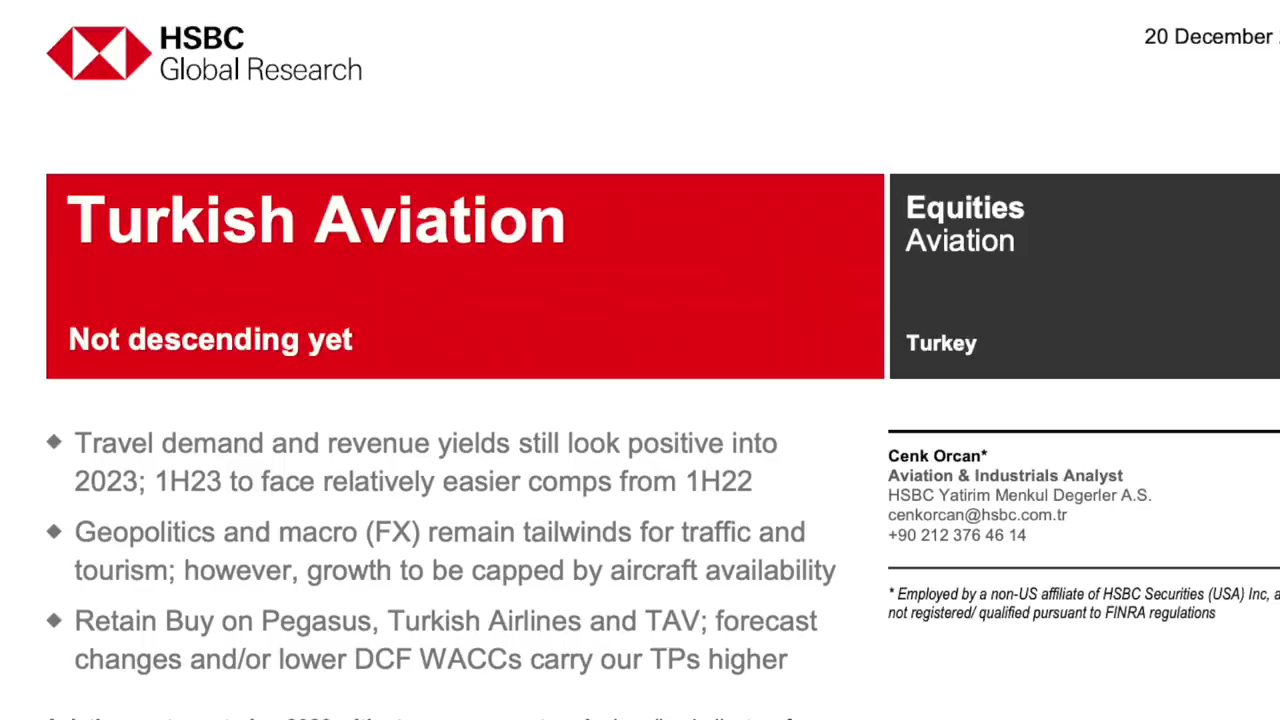 HSBC
Global Research
20 December
Turkish Aviation
Not descending yet
Equities
Aviation
Turkey
◆ Travel demand and revenue yields still look positive into
2023; 1H23 to face relatively easier comps from 1H22
◆ Geopolitics and macro (FX) remain tailwinds for traffic and
tourism; however, growth to be capped by aircraft availability
◆ Retain Buy on Pegasus, Turkish Airlines and TAV; forecast
changes and/or lower DCF WACCs carry our TPs higher
Cenk Orcan*
Aviation & Industrials Analyst
HSBC Yatirim Menkul Degerler A.S.
cenkorcan@hsbc.com.tr
+90 212 376 46 14
* Employed by a non-US affiliate of HSBC Securities (USA) Inc,
not registered/ qualified pursuant to FINRA regulations